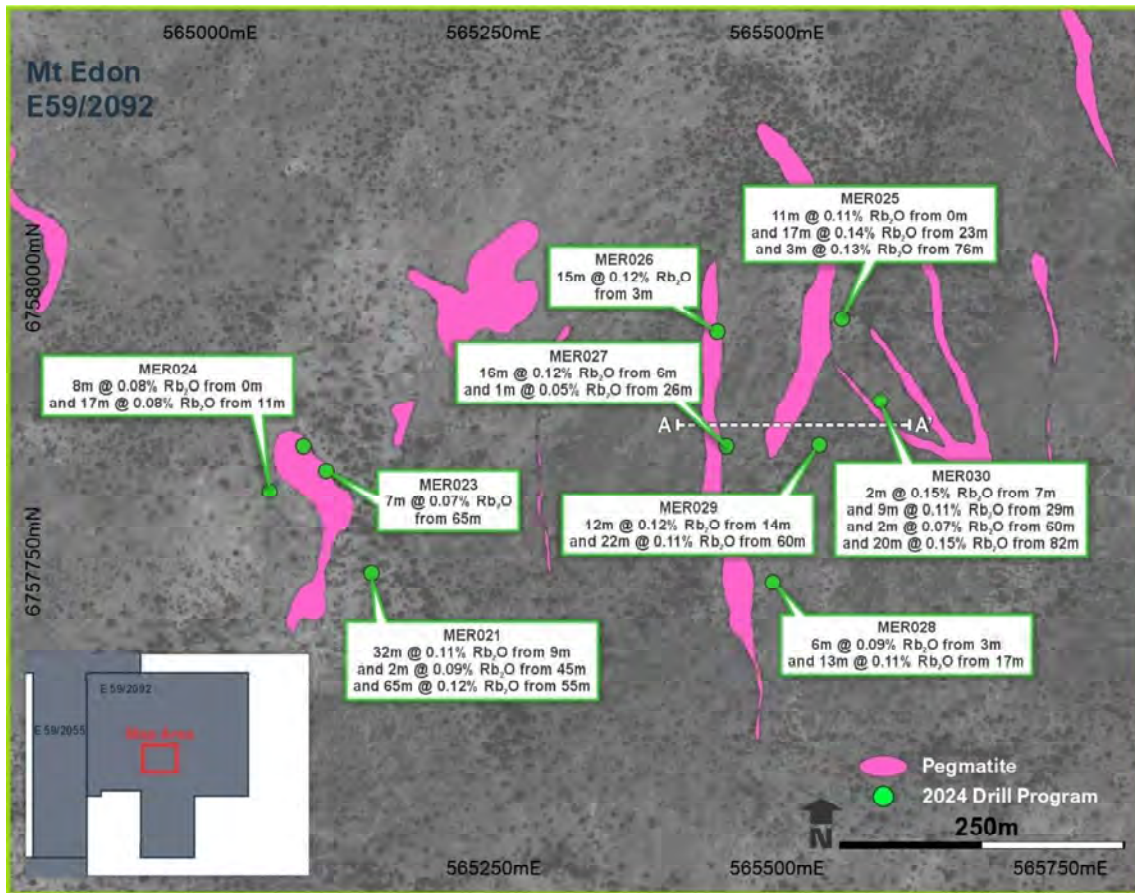 565000mE
565250mE
565500mE
Mt Edon
E59/2092
6758000mN
6757750mN
MER025
11m @ 0.11% Rb₂O from 0m
and 17m @ 0.14% Rb₂O from 23m
and 3m @ 0.13% Rb₂O from 76m
MER026
15m @ 0.12% Rb₂O
from 3m
MER027
16m @ 0.12% Rb₂O from 6m
and 1m @ 0.05% Rb₂O from 26m
MER024
8m @ 0.08% Rb₂O from 0m
and 17m @ 0.08% Rb₂O from 11m
A
A'
MER023
7m @ 0.07% Rb₂O
from 65m
MER029
12m @ 0.12% Rb₂O from 14m
and 22m @ 0.11% Rb₂O from 60m
MER030
2m @ 0.15% Rb₂O from 7m
and 9m @ 0.11% Rb₂O from 29m
and 2m @ 0.07% Rb₂O from 60m
and 20m @ 0.15% Rb₂O from 82m
MER021
32m @ 0.11% Rb₂O from 9m
and 2m @ 0.09% Rb₂O from 45m
and 65m @ 0.12% Rb₂O from 55m
MER028
6m @ 0.09% Rb₂O from 3m
and 13m @ 0.11% Rb₂O from 17m
E 59/2092
E 59/2055
Map Area
Pegmatite
2024 Drill Program
N
250m
565250mE
565500mE
565750mE